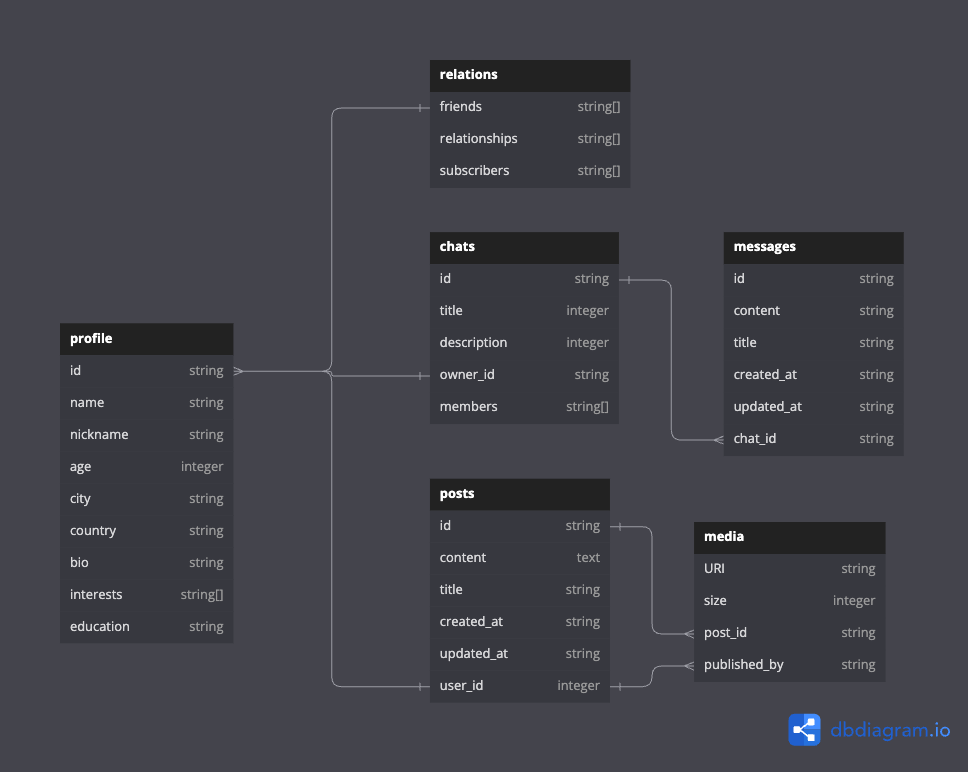 relations
friends string[]
relationships string[]
subscribers string[]
chats
id string
title integer
description integer
owner_id string
members string[]
messages
id string
content string
title string
created_at string
updated_at string
chat_id string
profile
id string
name string
nickname string
age integer
city string
country string
bio string
interests string[]
education string
posts
id string
content text
title string
created_at string
updated_at string
user_id integer
media
URI string
size integer
post_id string
published_by string
dbdiagram.io